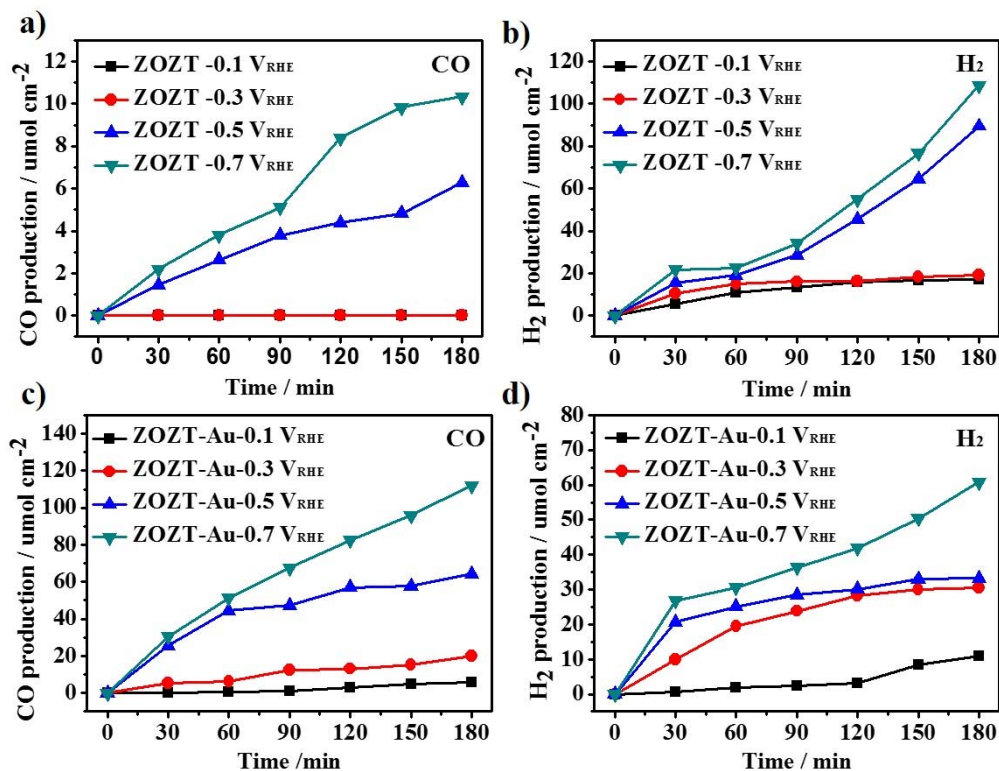 a)
CO production / umol cm-2
12
10
8
6
4
2
0
ZOZT -0.1 VRHE
ZOZT -0.3 VRHE
ZOZT -0.5 VRHE
ZOZT -0.7 VRHE
CO
0 30 60 90 120 150 180
Time / min
b)
H2 production / umol cm-2
120
100
80
60
40
20
0
ZOZT -0.1 VRHE
ZOZT -0.3 VRHE
ZOZT -0.5 VRHE
ZOZT -0.7 VRHE
H2
0 30 60 90 120 150 180
Time / min
c)
CO production / umol cm-2
140
120
100
80
60
40
20
0
ZOZT-Au-0.1 VRHE
ZOZT-Au-0.3 VRHE
ZOZT-Au-0.5 VRHE
ZOZT-Au-0.7 VRHE
CO
0 30 60 90 120 150 180
Time /min
d)
H2 production / umol cm-2
80
70
60
50
40
30
20
10
0
ZOZT-Au-0.1 VRHE
ZOZT-Au-0.3 VRHE
ZOZT-Au-0.5 VRHE
ZOZT-Au-0.7 VRHE
H2
0 30 60 90 120 150 180
Time / min